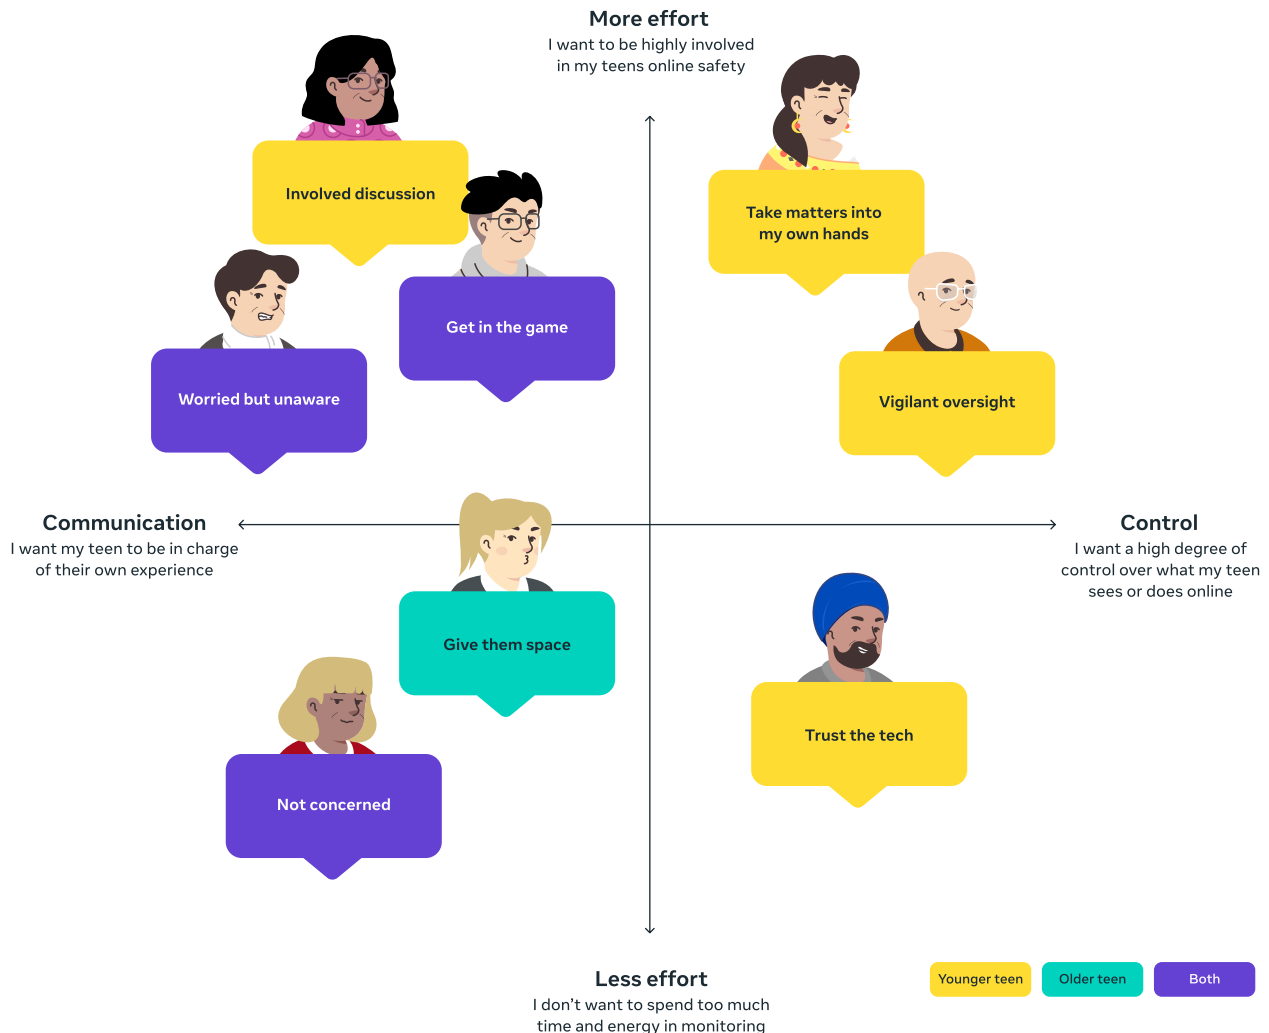 More effort
I want to be highly involved
in my teens online safety
Involved discussion
Take matters into
my own hands
Get in the game
Worried but unaware
Vigilant oversight
Communication
I want my teen to be in charge
of their own experience
Control
I want a high degree of
control over what my teen
sees or does online
Give them space
Trust the tech
Not concerned
Less effort
I don’t want to spend too much
time and energy in monitoring
Younger teen
Older teen
Both